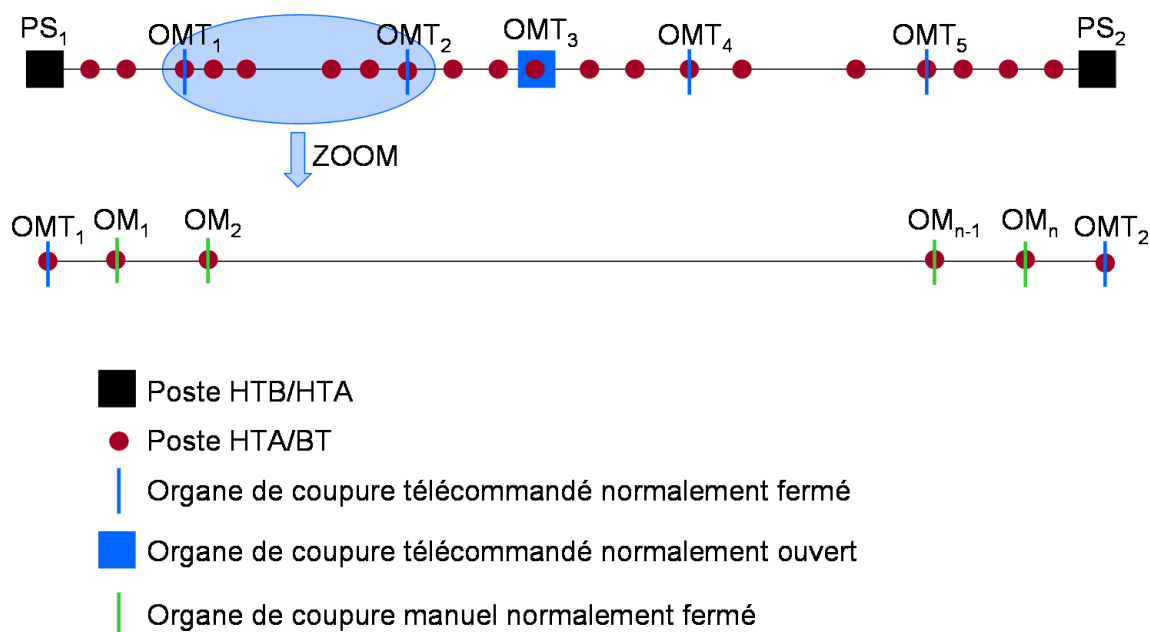 PS₁ OMT₁ OMT₂ OMT₃ OMT₄ OMT₅ PS₂
ZOOM
OMT₁ OM₁ OM₂ OMₙ₋₁ OMₙ OMT₂
Poste HTB/HTA
Poste HTA/BT
Organe de coupure télécommandé normalement fermé
Organe de coupure télécommandé normalement ouvert
Organe de coupure manuel normalement fermé